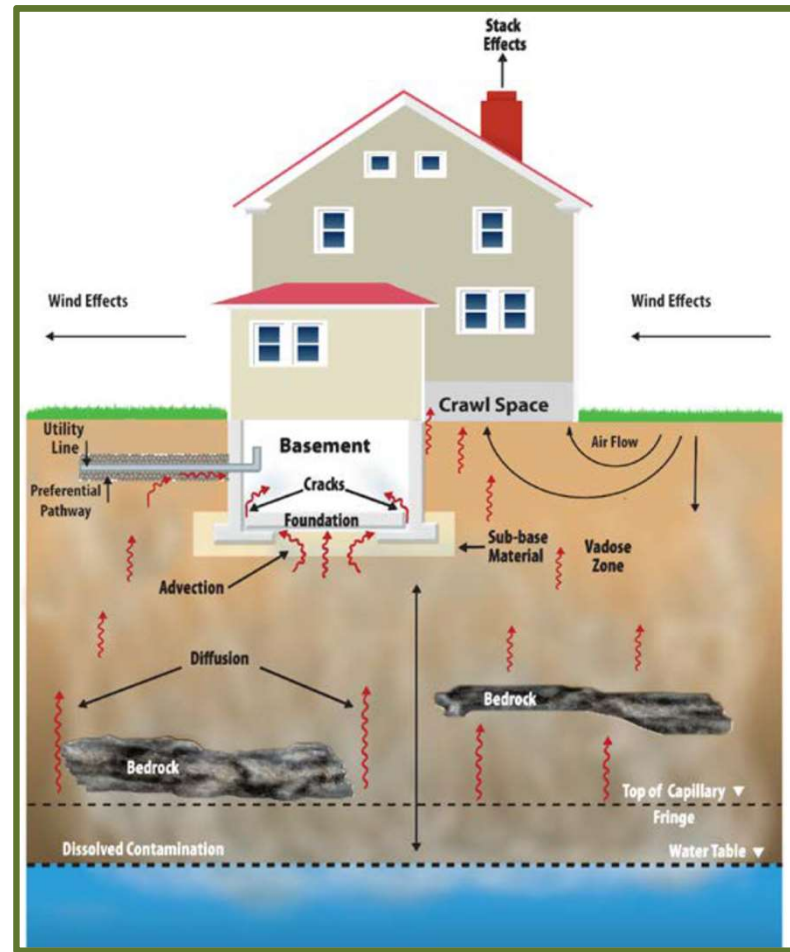 Stack
Effects
Wind Effects
Wind Effects
Crawl Space
Utility
Line
Basement
Air Flow
Preferential
Pathway
Cracks
Foundation
Sub-base
Material
Vadose
Zone
Advection
Diffusion
Bedrock
Bedrock
Top of Capillary
Fringe
Dissolved Contamination
Water Table